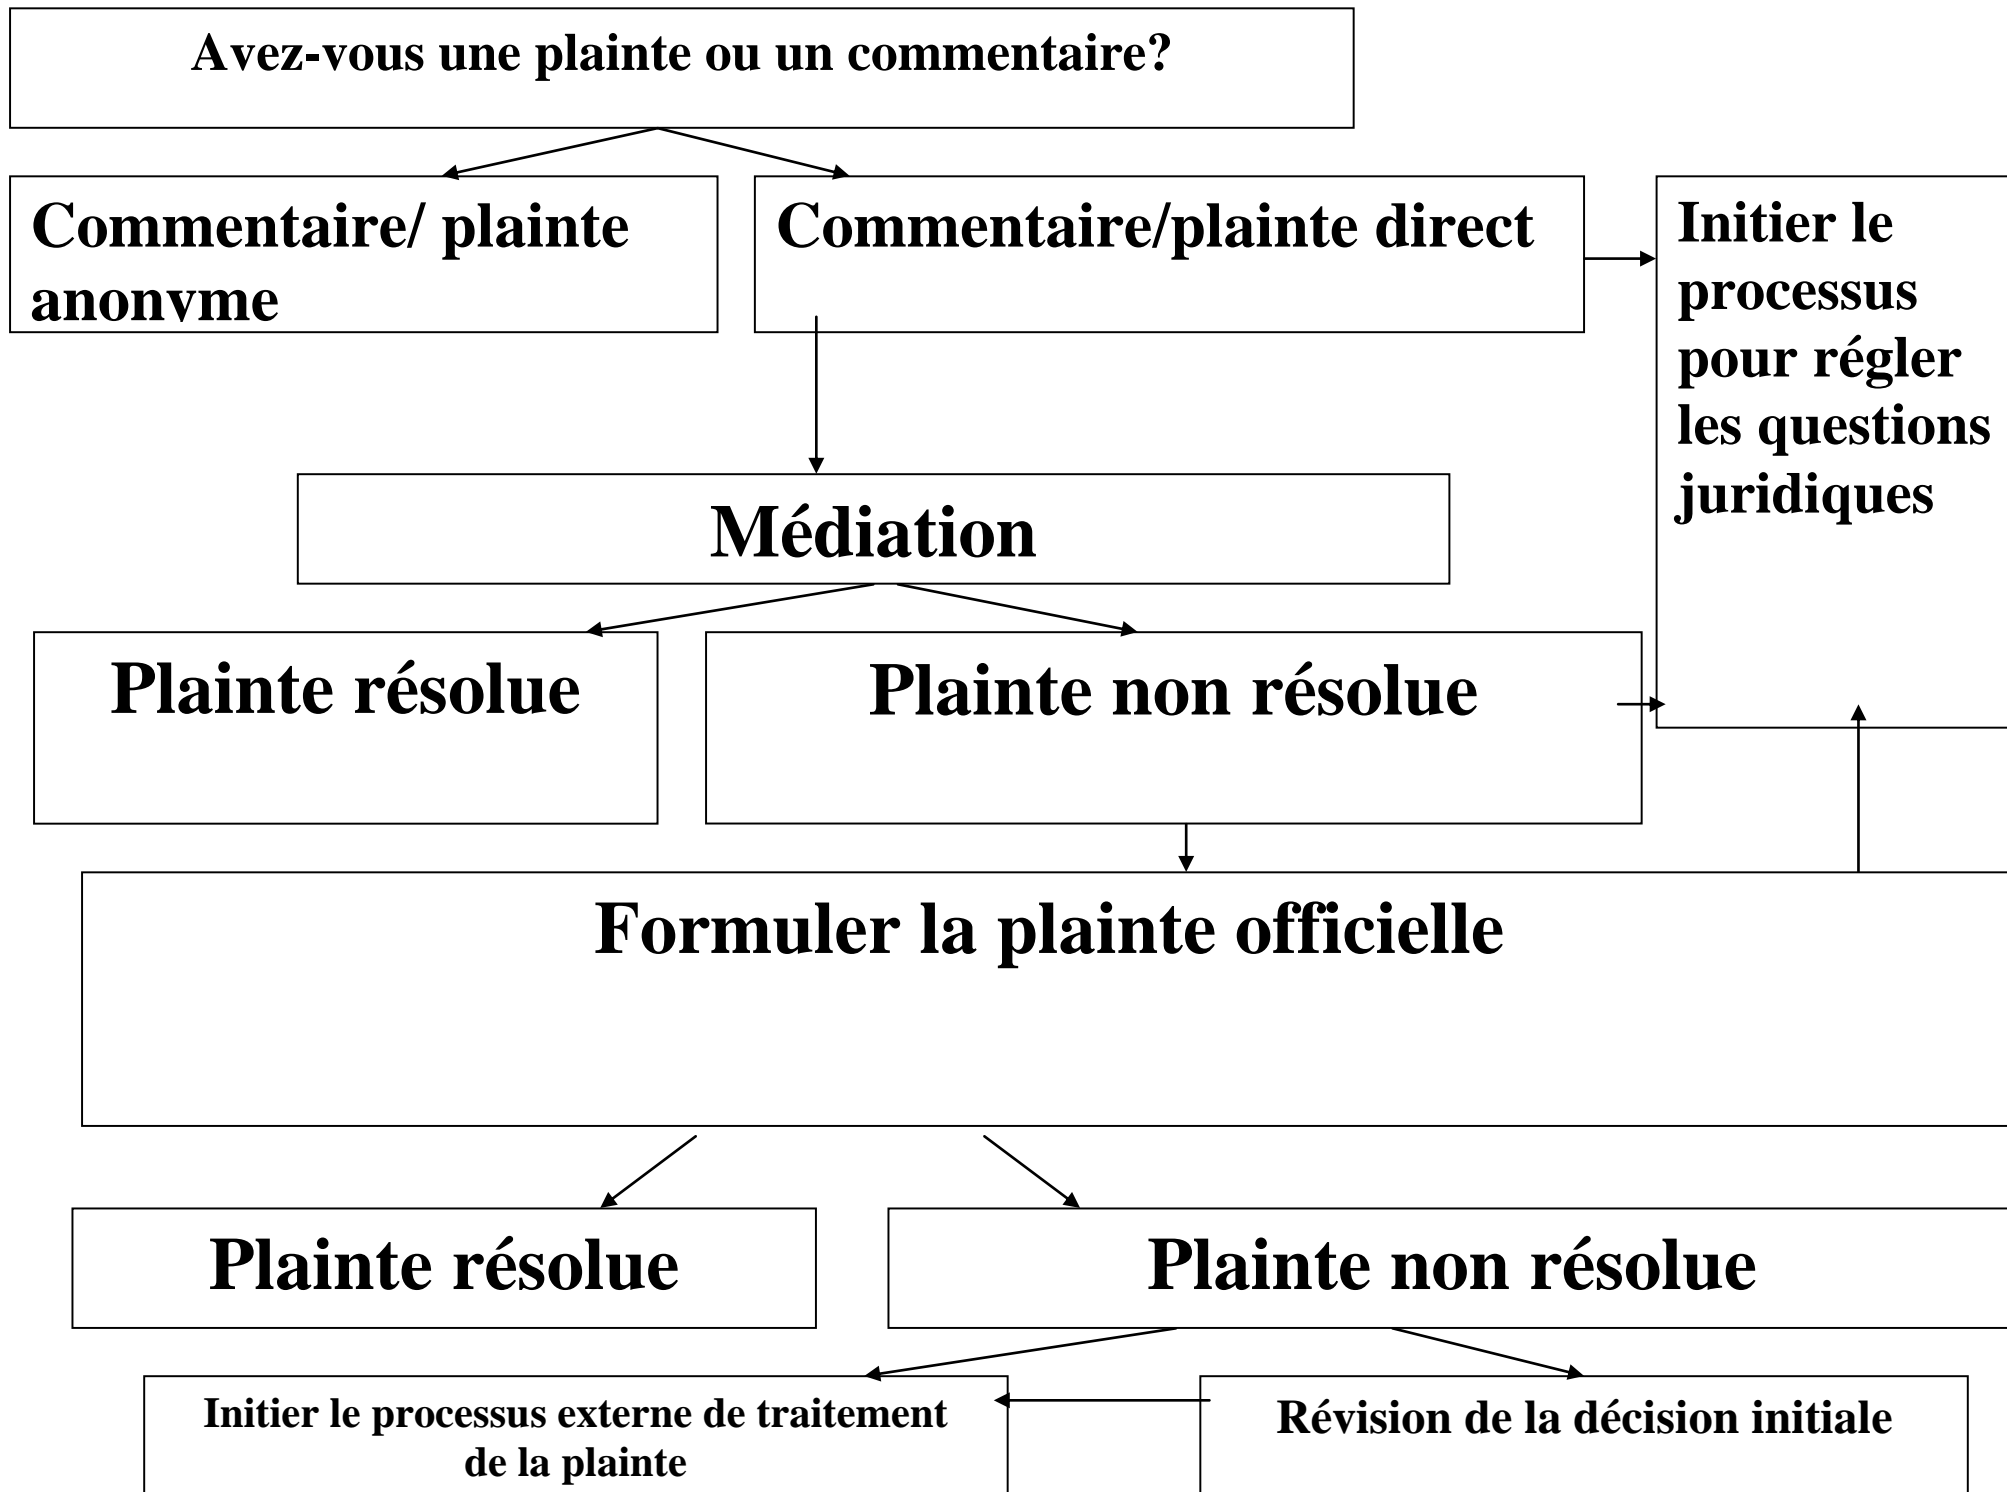 Avez-vous une plainte ou un commentaire?
Commentaire/ plainte
anonyme
Commentaire/plainte direct
Initier le
processus
pour régler
les questions
juridiques
Médiation
Plainte résolue
Plainte non résolue
Formuler la plainte officielle
Plainte résolue
Plainte non résolue
Initier le processus externe de traitement
de la plainte
Révision de la décision initiale